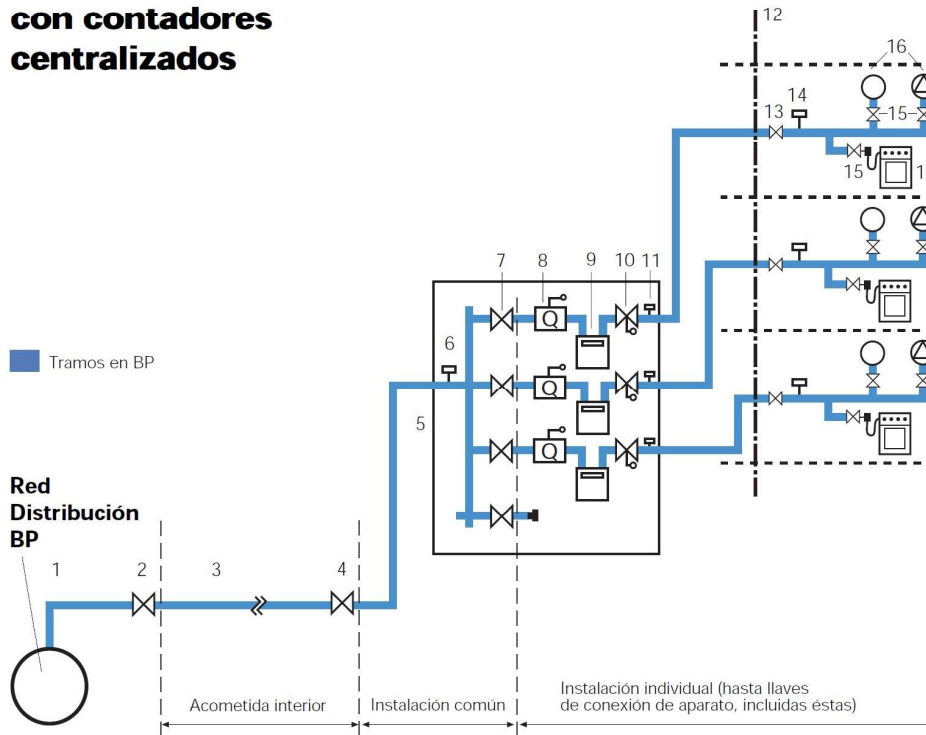 con contadores
centralizados
12
16
14
13
15
15
1
7
8
9
10
11
6
Tramos en BP
5
Q
Q
Q
Red
Distribución
BP
1
2
3
4
Acometida interior
Instalación común
Instalación individual (hasta llaves
de conexión de aparato, incluidas éstas)